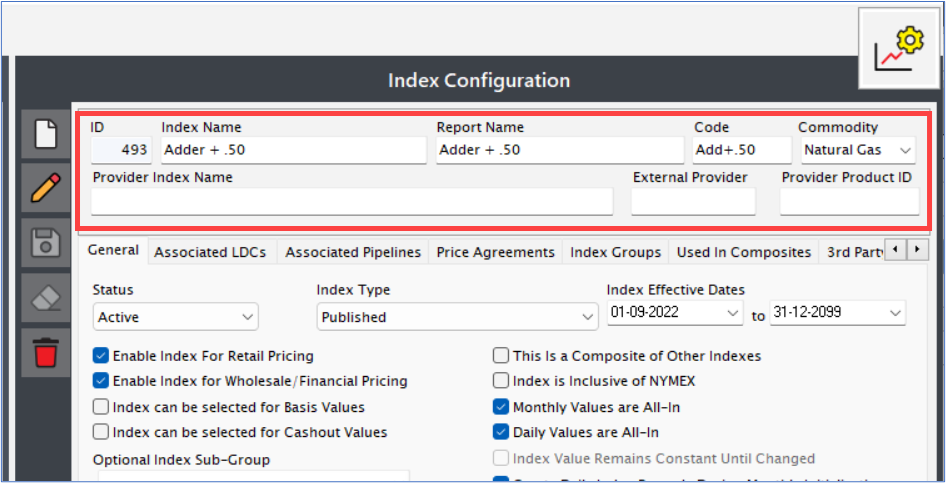 Index Configuration
ID Index Name Report Name Code Commodity
493 Adder + .50 Adder + .50 Add+.50 Natural Gas
Provider Index Name External Provider Provider Product ID
General Associated LDCs Associated Pipelines Price Agreements Index Groups Used In Composites 3rd Party
Status Index Type Index Effective Dates
Active Published 01-09-2022 to 31-12-2099
Enable Index For Retail Pricing This Is a Composite of Other Indexes
Enable Index for Wholesale/Financial Pricing Index is Inclusive of NYMEX
Index can be selected for Basis Values Monthly Values are All-In
Index can be selected for Cashout Values Daily Values are All-In
Optional Index Sub-Group Index Value Remains Constant Until Changed